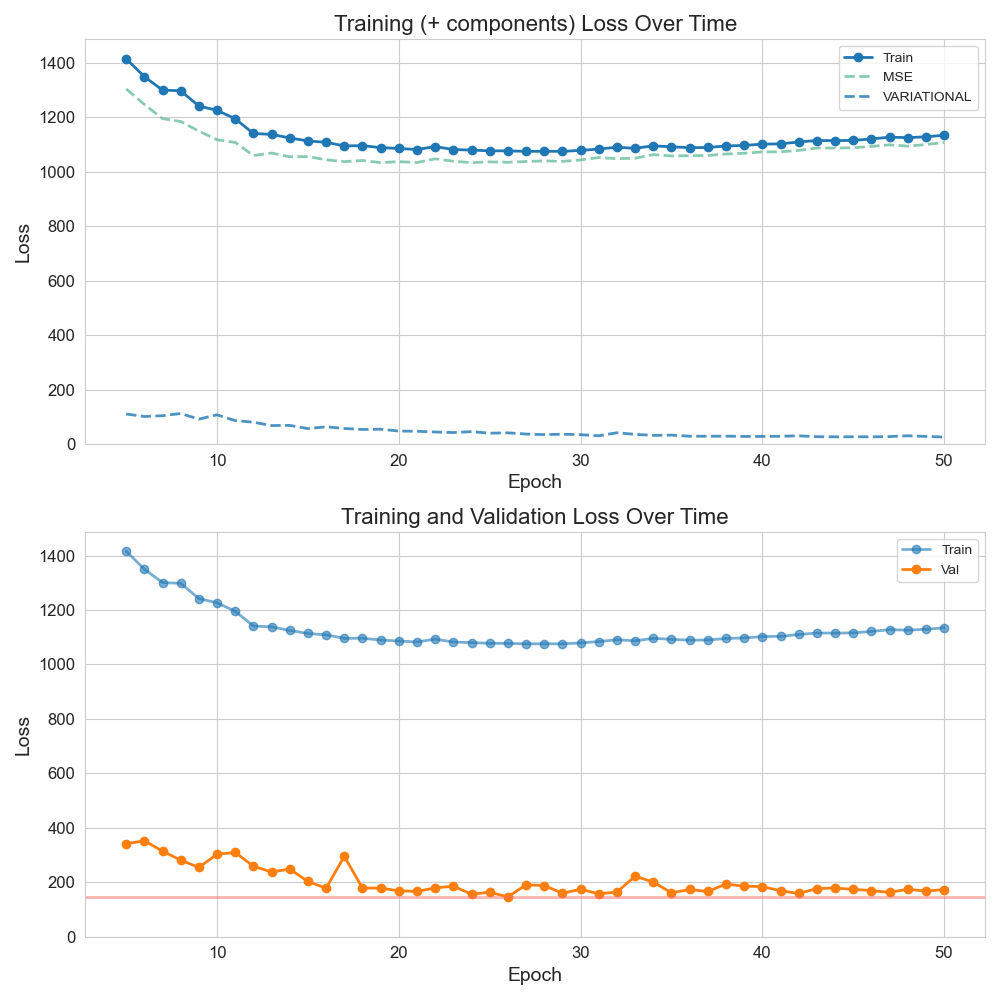 Training (+ components) Loss Over Time
Train
MSE
VARIATIONAL
1400
1200
1000
800
600
400
200
0
Loss
10 20 30 40 50
Epoch
Training and Validation Loss Over Time
Train
Val
1400
1200
1000
800
600
400
200
0
Loss
10 20 30 40 50
Epoch